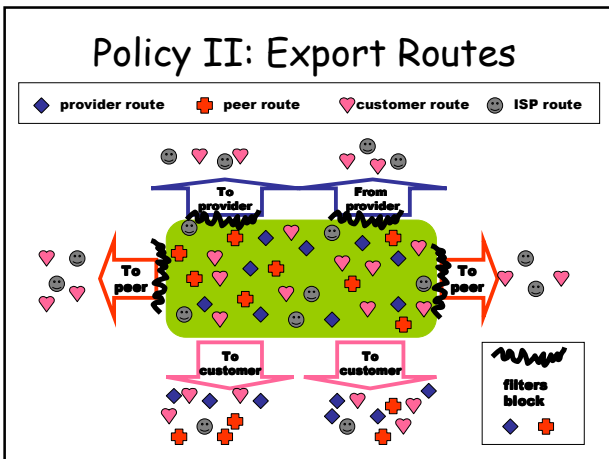 Policy II: Export Routes
provider route
peer route
customer route
ISP route
To
provider
From
provider
To
peer
To
peer
To
customer
To
customer
filters
block